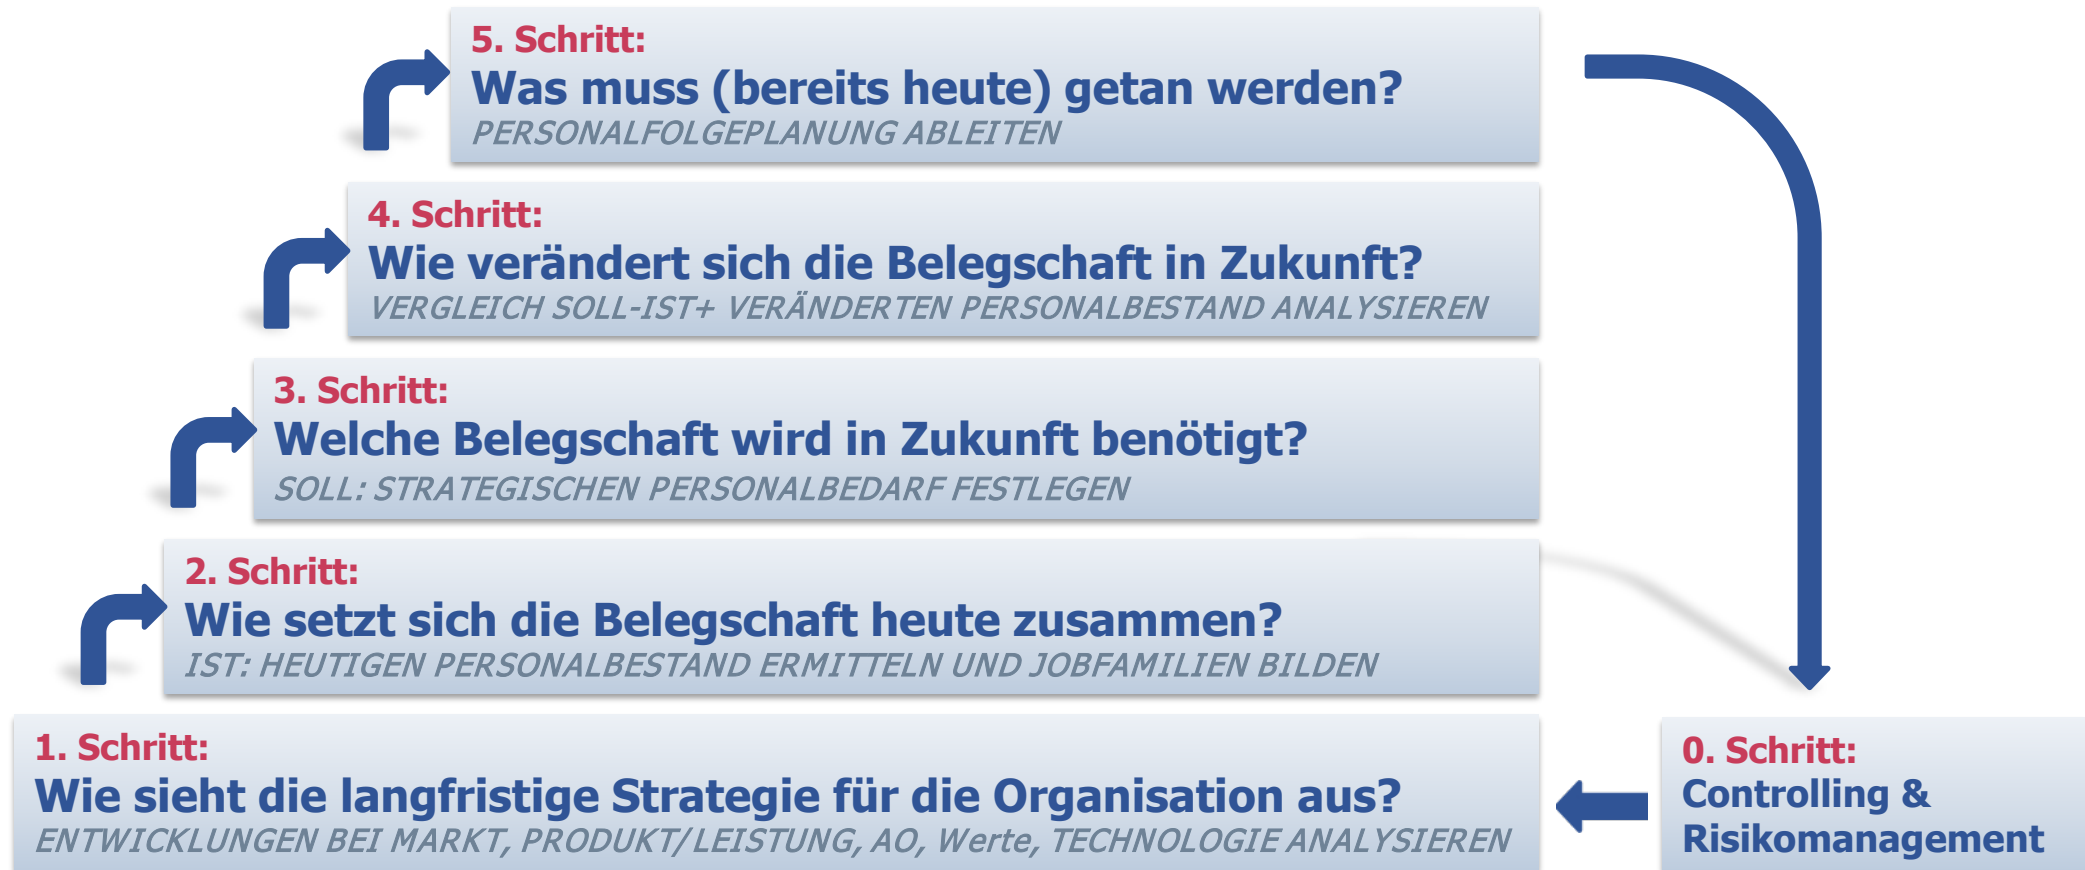 5. Schritt:
Was muss (bereits heute) getan werden?
PERSONALFOLGEPLANUNG ABLEITEN
4. Schritt:
Wie verändert sich die Belegschaft in Zukunft?
VERGLEICH SOLL-IST+ VERÄNDERTEN PERSONALBESTAND ANALYSIEREN
3. Schritt:
Welche Belegschaft wird in Zukunft benötigt?
SOLL: STRATEGISCHEN PERSONALBEDARF FESTLEGEN
2. Schritt:
Wie setzt sich die Belegschaft heute zusammen?
IST: HEUTIGEN PERSONALBESTAND ERMITTELN UND JOBFAMILIEN BILDEN
1. Schritt:
Wie sieht die langfristige Strategie für die Organisation aus?
ENTWICKLUNGEN BEI MARKT, PRODUKT/LEISTUNG, AO, Werte, TECHNOLOGIE ANALYSIEREN
0. Schritt:
Controlling &
Risikomanagement